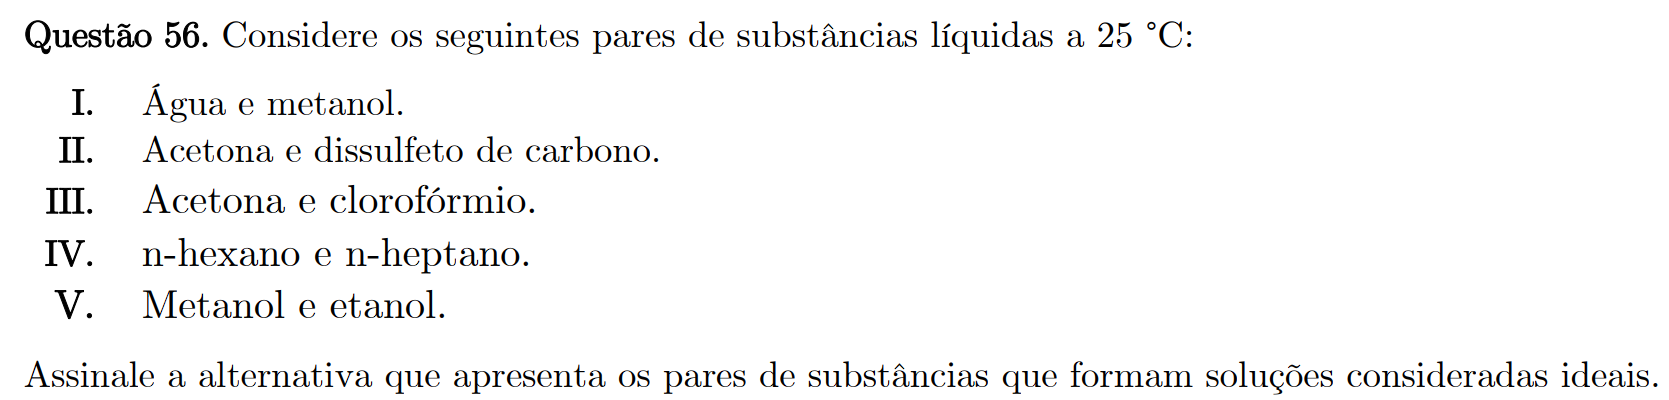 Questão 56. Considere os seguintes pares de substâncias líquidas a 25 °C:
I. Água e metanol.
II. Acetona e dissulfeto de carbono.
III. Acetona e clorofórmio.
IV. n-hexano e n-heptano.
V. Metanol e etanol.
Assinale a alternativa que apresenta os pares de substâncias que formam soluções consideradas ideais.